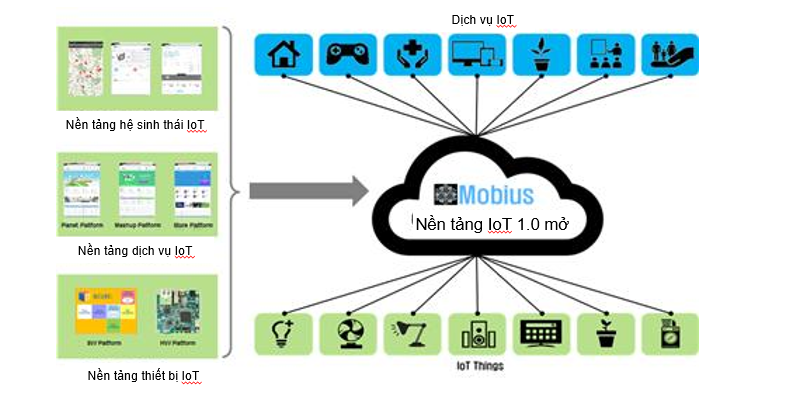 Dịch vụ IoT
Nền tảng hệ sinh thái IoT
Mobius
Nền tảng IoT 1.0 mở
Planet Platform
Mashup Platform
Store Platform
Nền tảng dịch vụ IoT
SW Platform
HW Platform
Nền tảng thiết bị IoT
IoT Things